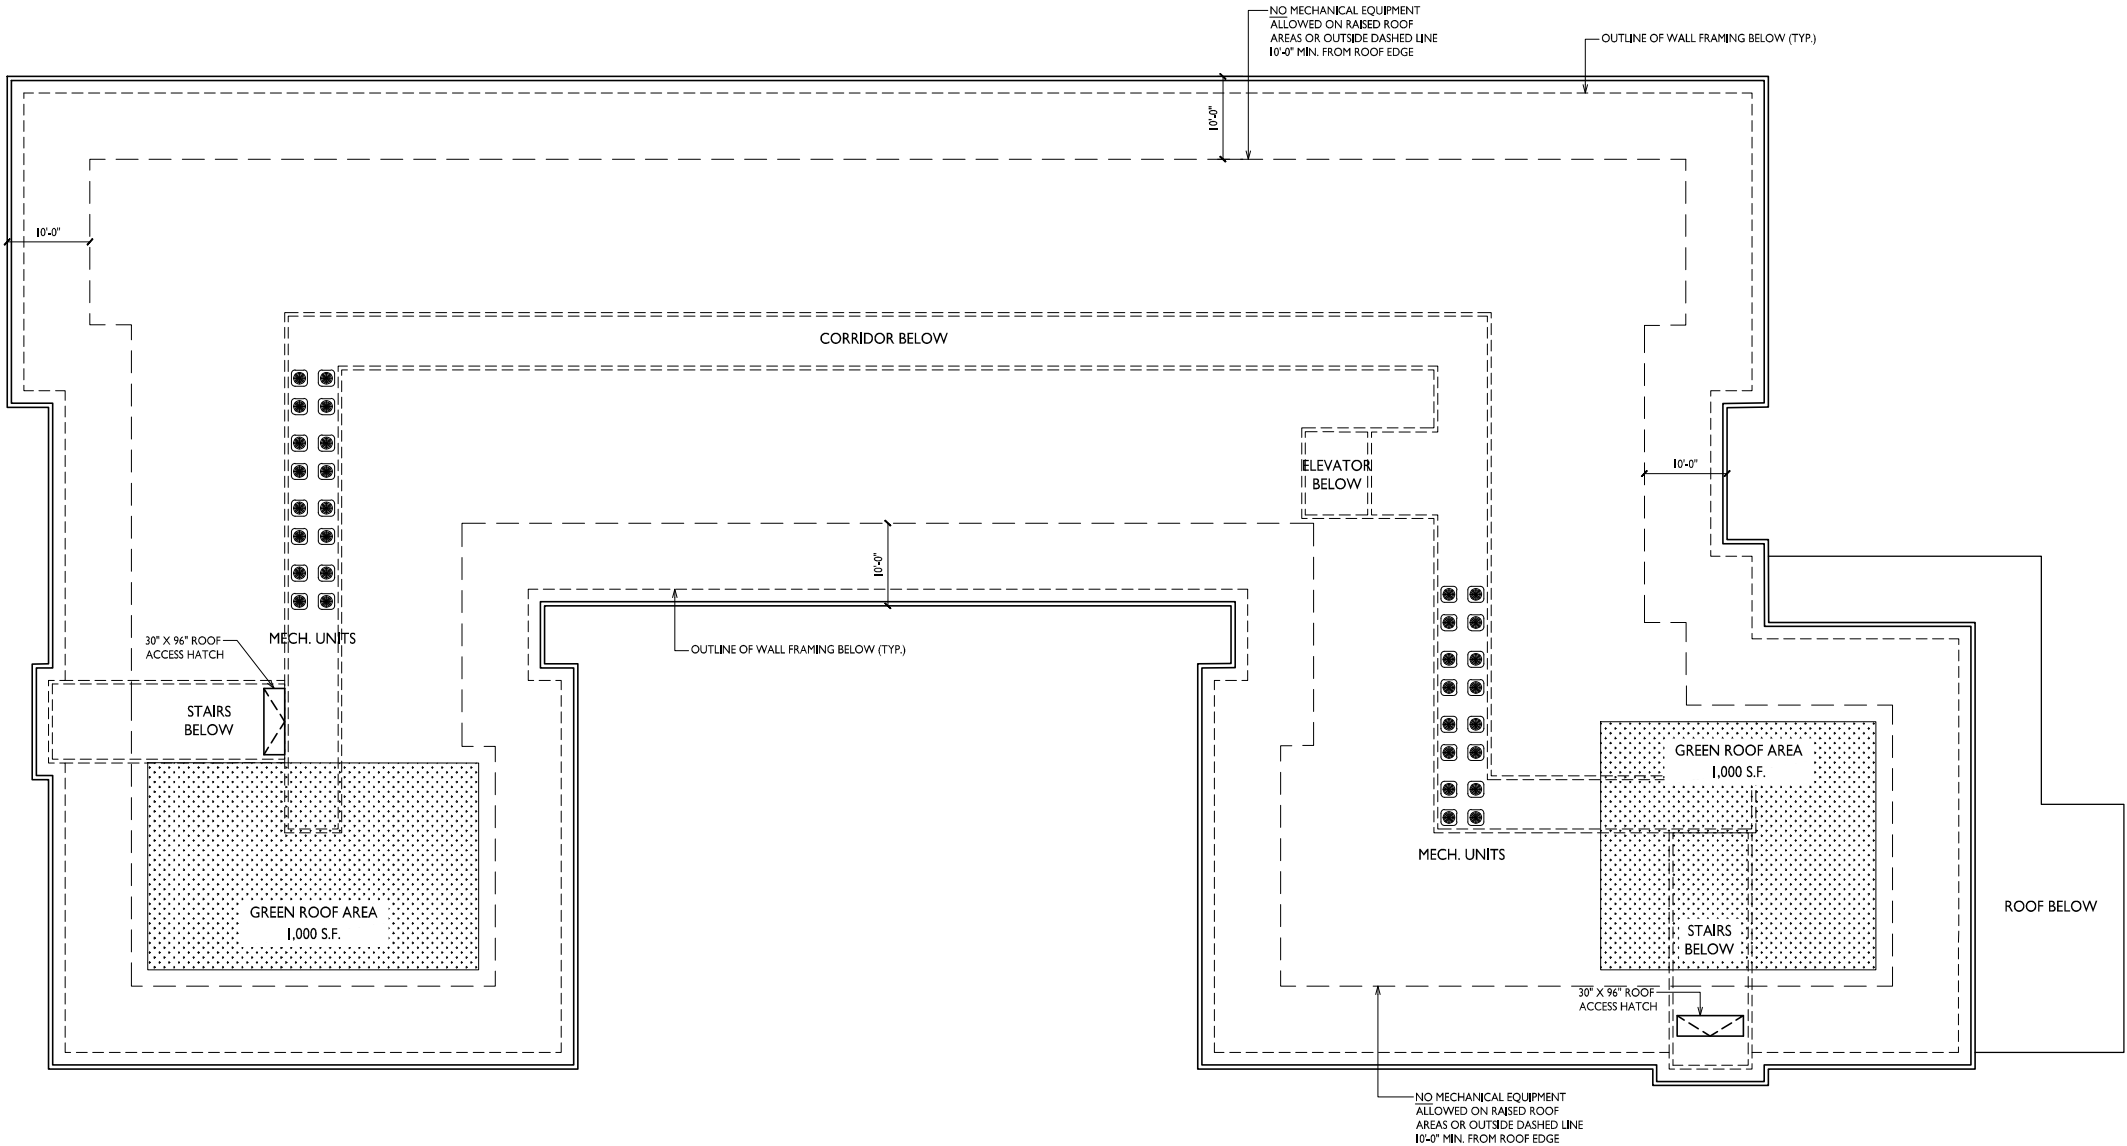 NO MECHANICAL EQUIPMENT
ALLOWED ON RAISED ROOF
AREAS OR OUTSIDE DASHED LINE
10'-0" MIN. FROM ROOF EDGE
OUTLINE OF WALL FRAMING BELOW (TYP.)
10'-0"
10'-0"
CORRIDOR BELOW
ELEVATOR
BELOW
10'-0"
10'-0"
MECH. UNITS
30" X 96" ROOF
ACCESS HATCH
OUTLINE OF WALL FRAMING BELOW (TYP.)
STAIRS
BELOW
GREEN ROOF AREA
1,000 S.F.
MECH. UNITS
GREEN ROOF AREA
1,000 S.F.
ROOF BELOW
STAIRS
BELOW
30" X 96" ROOF
ACCESS HATCH
NO MECHANICAL EQUIPMENT
ALLOWED ON RAISED ROOF
AREAS OR OUTSIDE DASHED LINE
10'-0" MIN. FROM ROOF EDGE